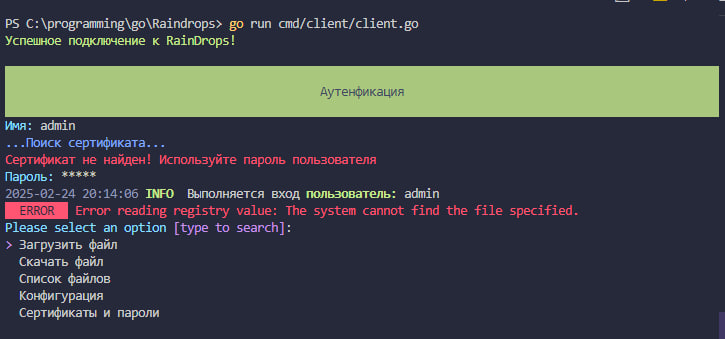 PS C:\programming\go\Raindrops> go run cmd/client/client.go
Успешное подключение к RainDrops!
Аутенфикация
Имя: admin
...Поиск сертификата...
Сертификат не найден! Используйте пароль пользователя
Пароль: *****
2025-02-24 20:14:06 INFO Выполняется вход пользователь: admin
ERROR Error reading registry value: The system cannot find the file specified.
Please select an option [type to search]:
> Загрузить файл
Скачать файл
Список файлов
Конфигурация
Сертификаты и пароли